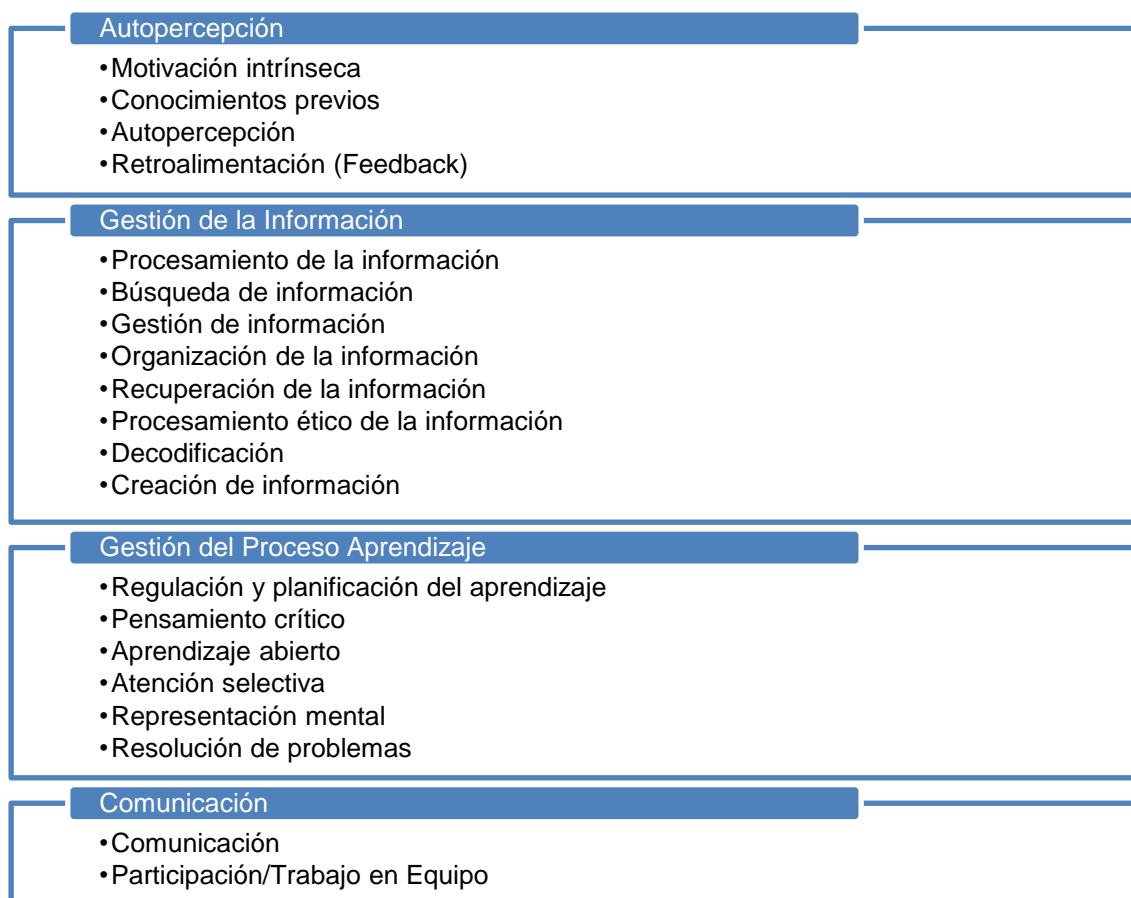 Autopercepción
•Motivación intrínseca
•Conocimientos previos
•Autopercepción
•Retroalimentación (Feedback)
Gestión de la Información
•Procesamiento de la información
•Búsqueda de información
•Gestión de información
•Organización de la información
•Recuperación de la información
•Procesamiento ético de la información
•Decodificación
•Creación de información
Gestión del Proceso Aprendizaje
•Regulación y planificación del aprendizaje
•Pensamiento crítico
•Aprendizaje abierto
•Atención selectiva
•Representación mental
•Resolución de problemas
Comunicación
•Comunicación
•Participación/Trabajo en Equipo